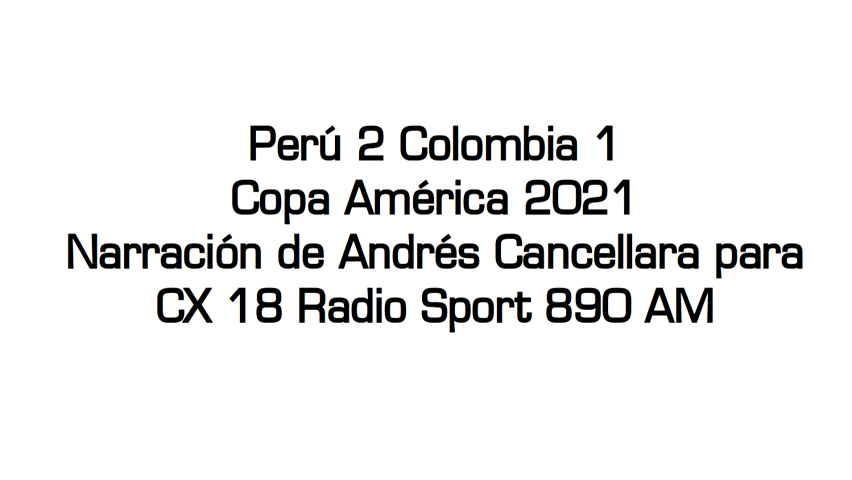 Perú 2 Colombia 1
Copa América 2021
Narración de Andrés Cancellara para
CX 18 Radio Sport 890 AM